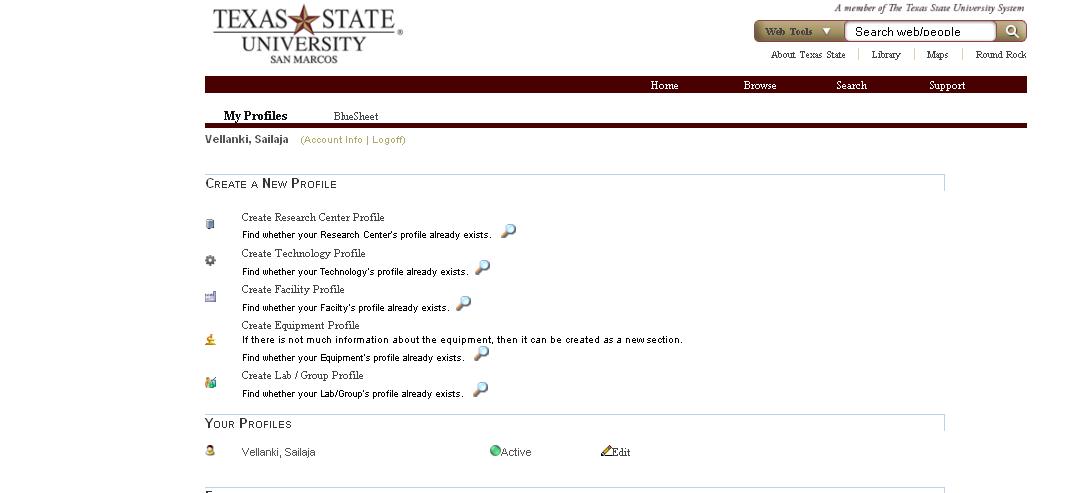 A member of The Texas State University System
TEXAS STATE
UNIVERSITY
SAN MARCOS
®
Web Tools Search web/people
About Texas State Library Maps Round Rock
Home Browse Search Support
My Profiles BlueSheet
Vellanki, Sailaja (Account Info | Logoff)
Create a New Profile
Create Research Center Profile
Find whether your Research Center's profile already exists.
Create Technology Profile
Find whether your Technology's profile already exists.
Create Facility Profile
Find whether your Facilty's profile already exists.
Create Equipment Profile
If there is not much information about the equipment, then it can be created as a new section.
Find whether your Equipment's profile already exists.
Create Lab / Group Profile
Find whether your Lab/Group's profile already exists.
Your Profiles
Vellanki, Sailaja Active Edit